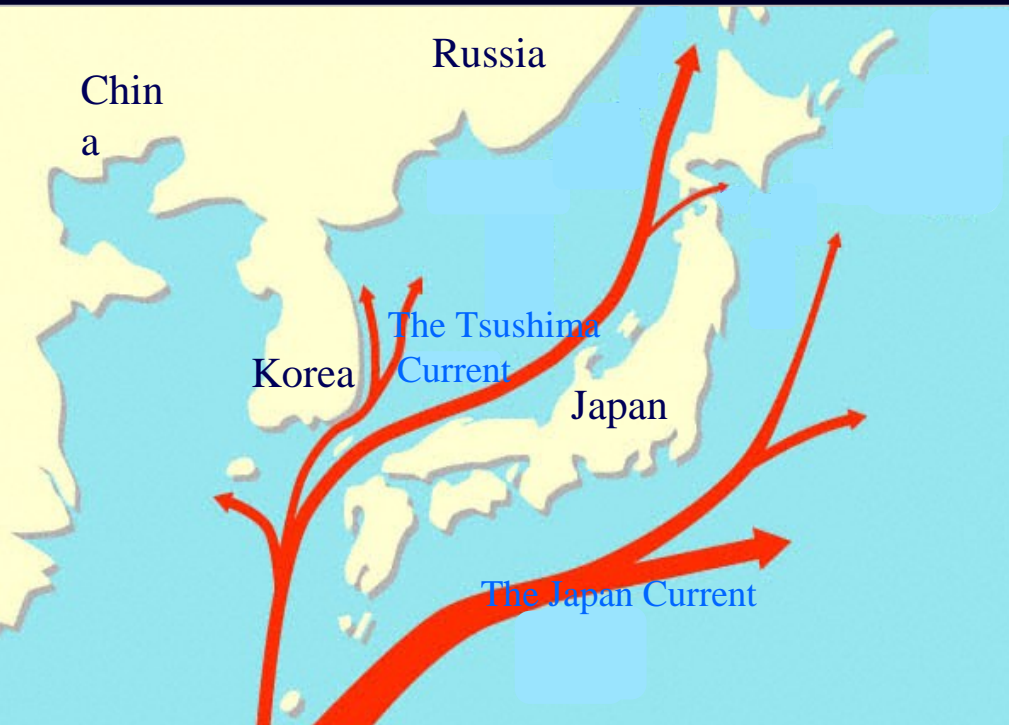 Russia
Chin
a
The Tsushima
Current
Korea
Japan
The Japan Current